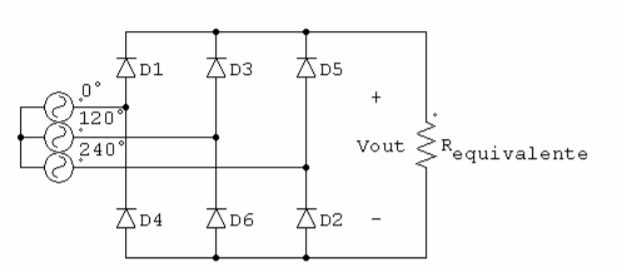 D1
D3
D5
0°
120°
240°
+
Vout
Requivalente
D4
D6
D2
-